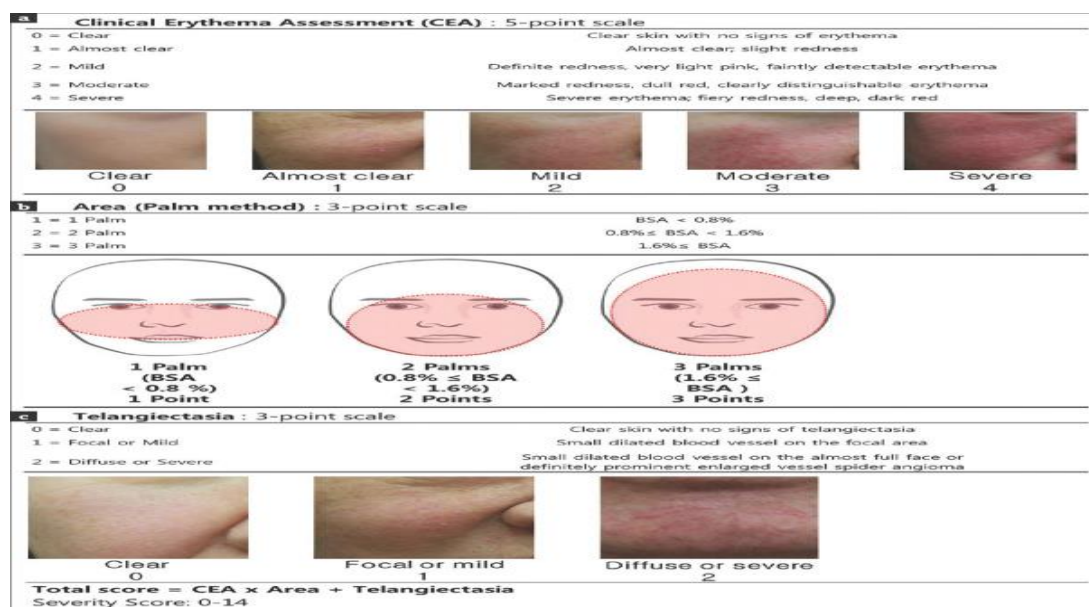 a Clinical Erythema Assessment (CEA) : 5-point scale
0 = Clear Clear skin with no signs of erythema
1 = Almost clear Almost clear; slight redness
2 = Mild Definite redness, very light pink, faintly detectable erythema
3 = Moderate Marked redness, dull red, clearly distinguishable erythema
4 = Severe Severe erythema; fiery redness, deep, dark red
Clear Almost clear Mild Moderate Severe
0 1 2 3 4
b Area (Palm method) : 3-point scale
1 = 1 Palm BSA < 0.8%
2 = 2 Palm 0.8%≤ BSA < 1.6%
3 = 3 Palm 1.6%≤ BSA
1 Palm 2 Palms 3 Palms
(BSA (0.8% ≤ BSA (1.6% ≤
< 0.8 %) < 1.6%) BSA )
1 Point 2 Points 3 Points
c Telangiectasia : 3-point scale
0 = Clear Clear skin with no signs of telangiectasia
1 = Focal or Mild Small dilated blood vessel on the focal area
2 = Diffuse or Severe Small dilated blood vessel on the almost full face or
definitely prominent enlarged vessel spider angioma
Clear Focal or mild Diffuse or severe
0 1 2
Total score = CEA x Area + Telangiectasia
Severity Score: 0-14